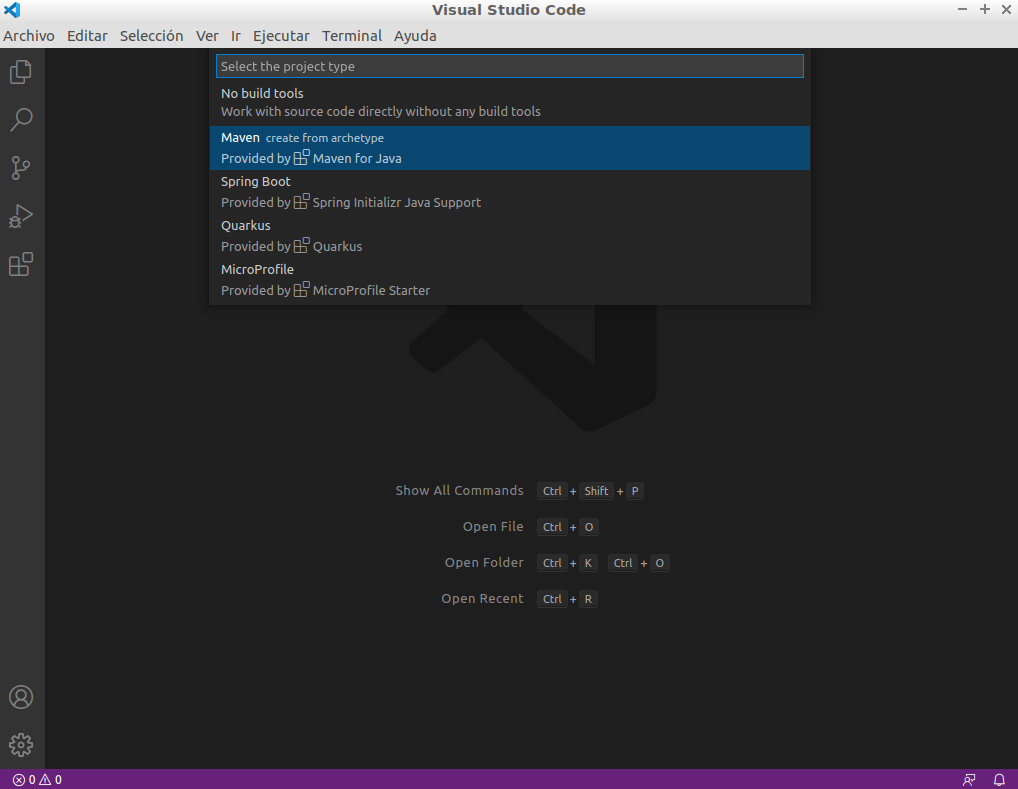 Visual Studio Code
Archivo Editar Selección Ver Ir Ejecutar Terminal Ayuda
Select the project type
No build tools
Work with source code directly without any build tools
Maven create from archetype
Provided by Maven for Java
Spring Boot
Provided by Spring Initializr Java Support
Quarkus
Provided by Quarkus
MicroProfile
Provided by MicroProfile Starter
Show All Commands Ctrl + Shift + P
Open File Ctrl + O
Open Folder Ctrl + K Ctrl + O
Open Recent Ctrl + R
0 0